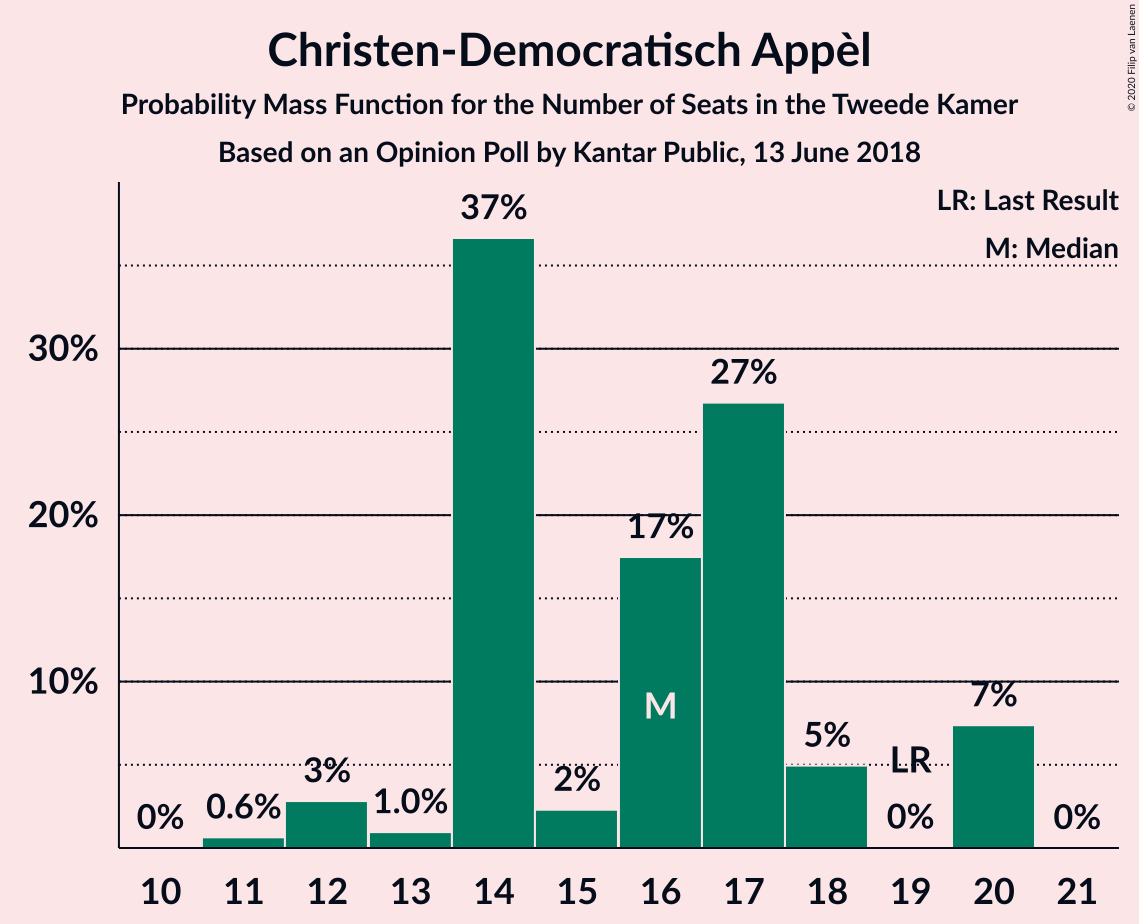 Christen-Democratisch Appèl
Probability Mass Function for the Number of Seats in the Tweede Kamer
Based on an Opinion Poll by Kantar Public, 13 June 2018
© 2020 Filip van Laenen
LR: Last Result
M: Median
37%
30%
27%
20%
17%
10%
M
7%
5%
LR
3%
2%
0%
0.6%
1.0%
0%
0%
10 11 12 13 14 15 16 17 18 19 20 21